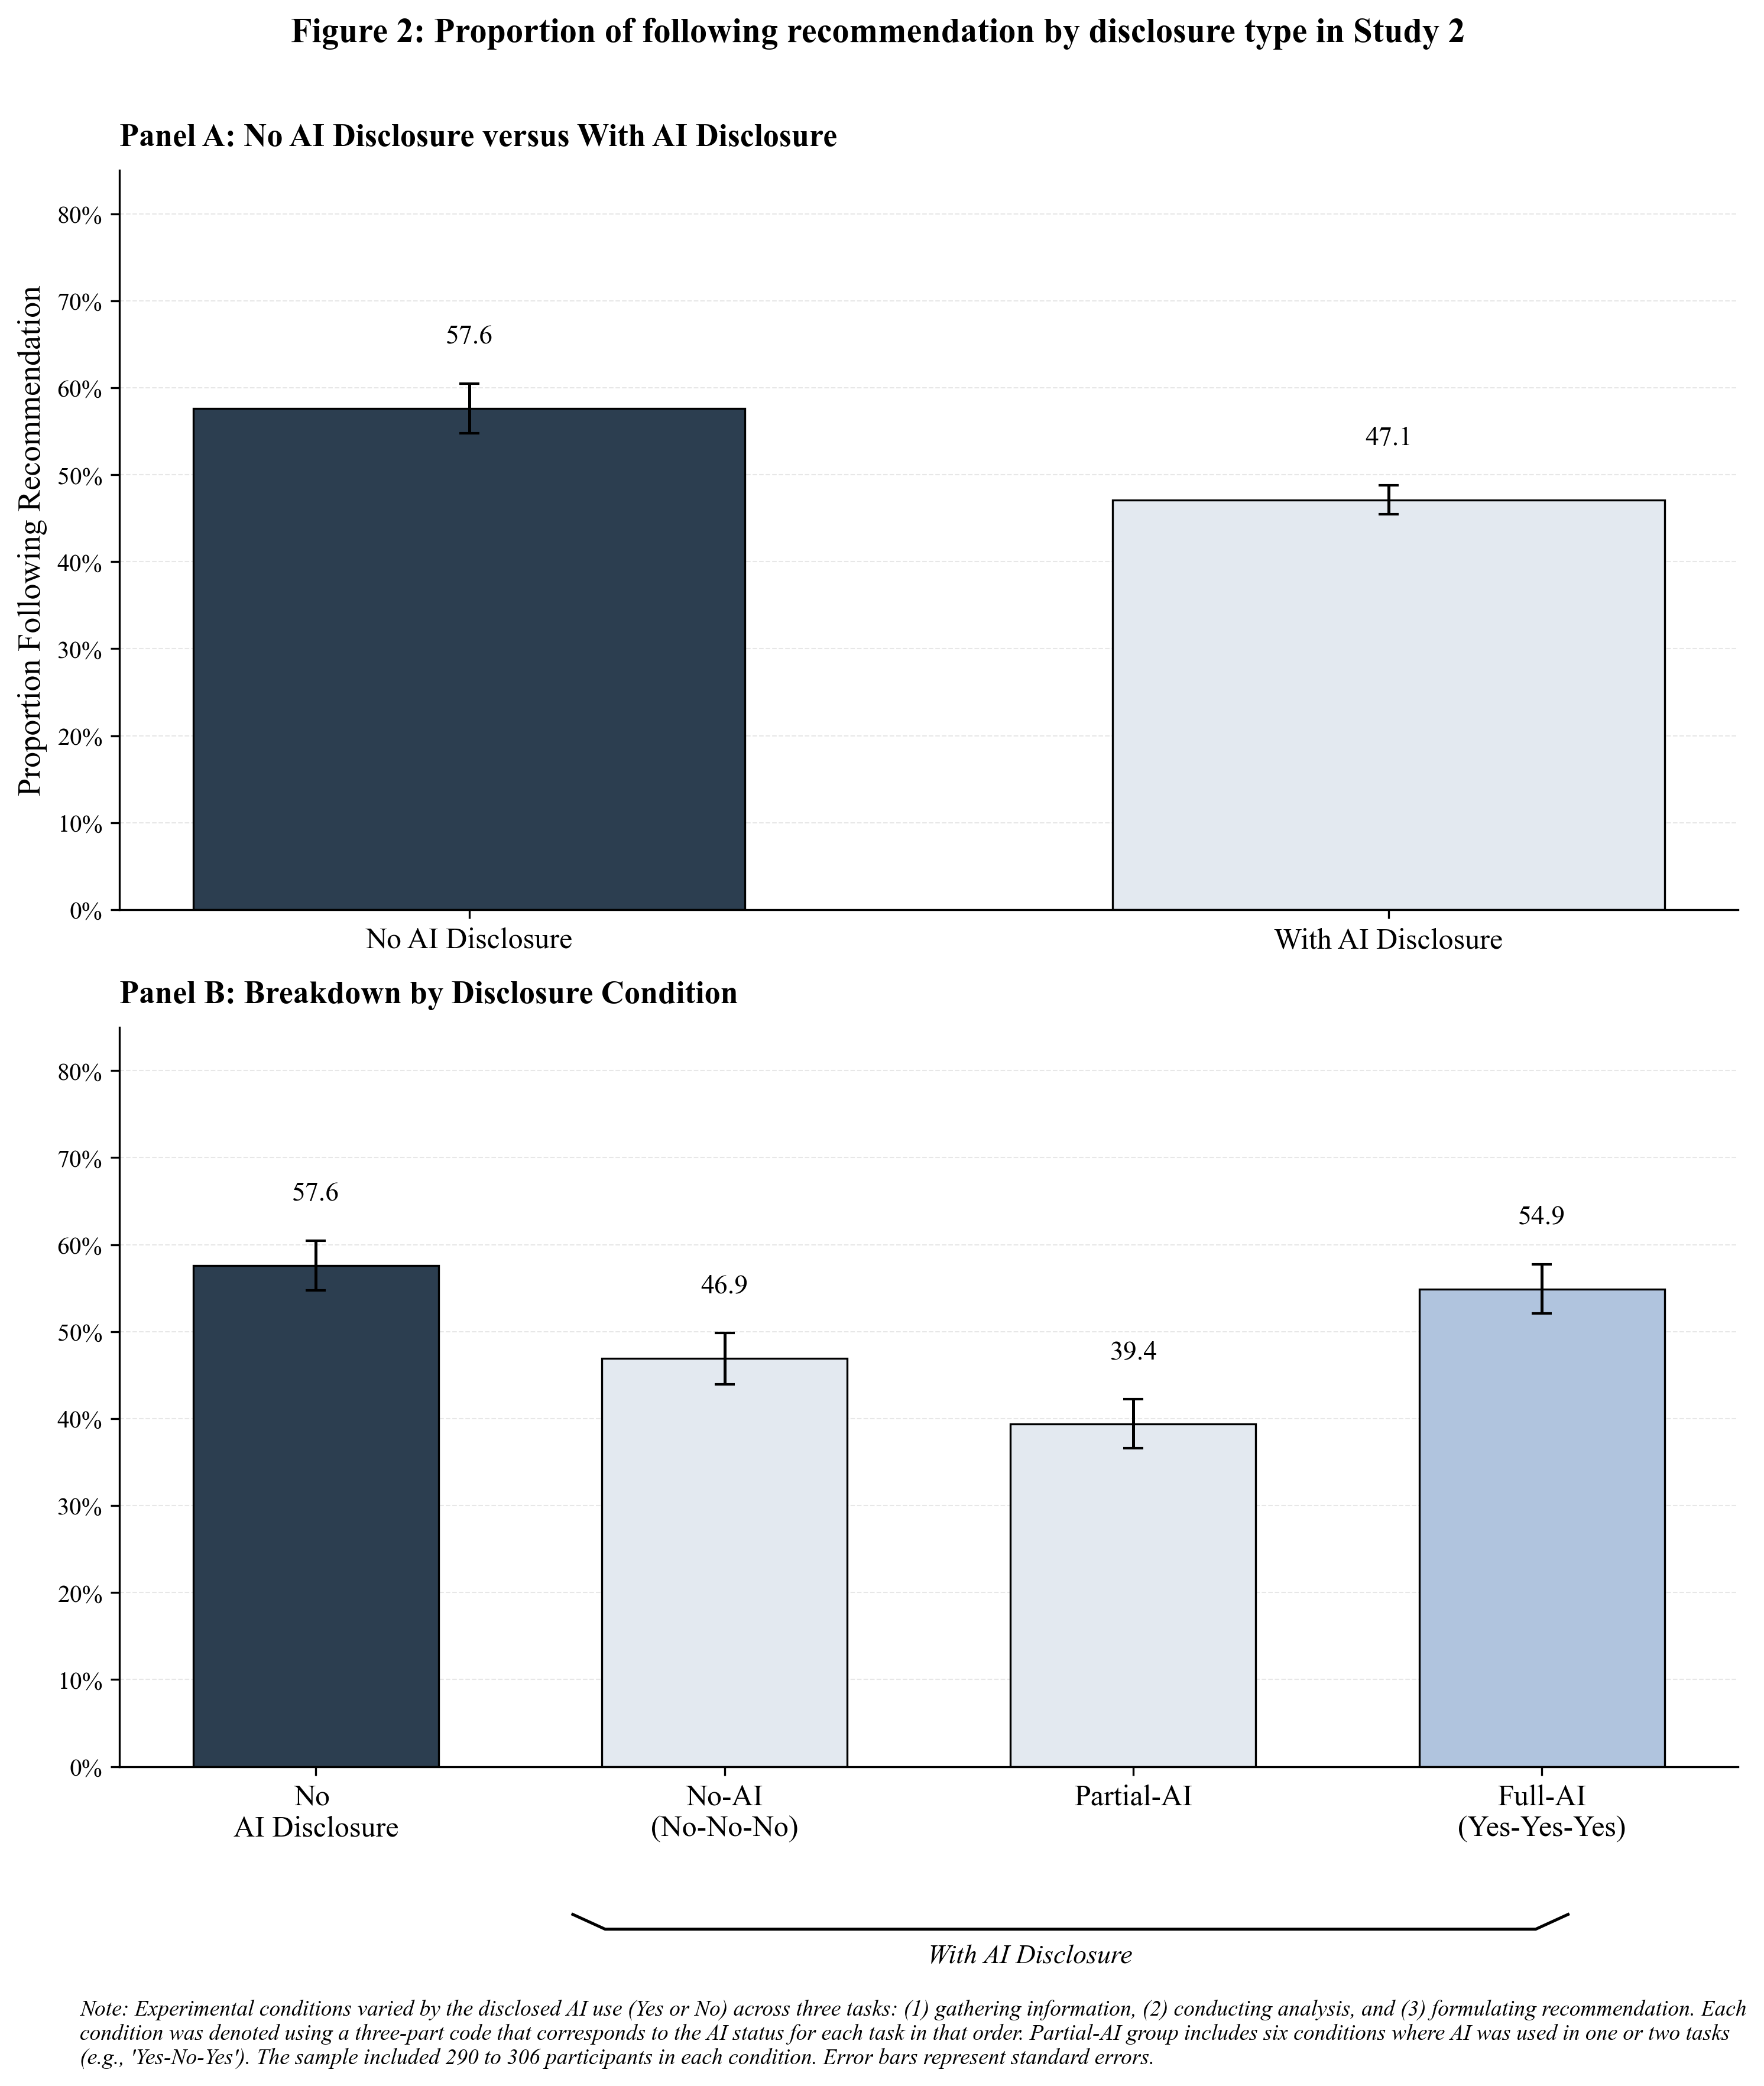 Figure 2: Proportion of following recommendation by disclosure type in Study 2
Panel A: No AI Disclosure versus With AI Disclosure
Proportion Following Recommendation
80%
70%
60%
50%
40%
30%
20%
10%
0%
57.6
47.1
No AI Disclosure
With AI Disclosure
Panel B: Breakdown by Disclosure Condition
80%
70%
60%
50%
40%
30%
20%
10%
0%
57.6
46.9
39.4
54.9
No
AI Disclosure
No-AI
(No-No-No)
Partial-AI
Full-AI
(Yes-Yes-Yes)
With AI Disclosure
Note: Experimental conditions varied by the disclosed AI use (Yes or No) across three tasks: (1) gathering information, (2) conducting analysis, and (3) formulating recommendation. Each
condition was denoted using a three-part code that corresponds to the AI status for each task in that order. Partial-AI group includes six conditions where AI was used in one or two tasks
(e.g., 'Yes-No-Yes'). The sample included 290 to 306 participants in each condition. Error bars represent standard errors.